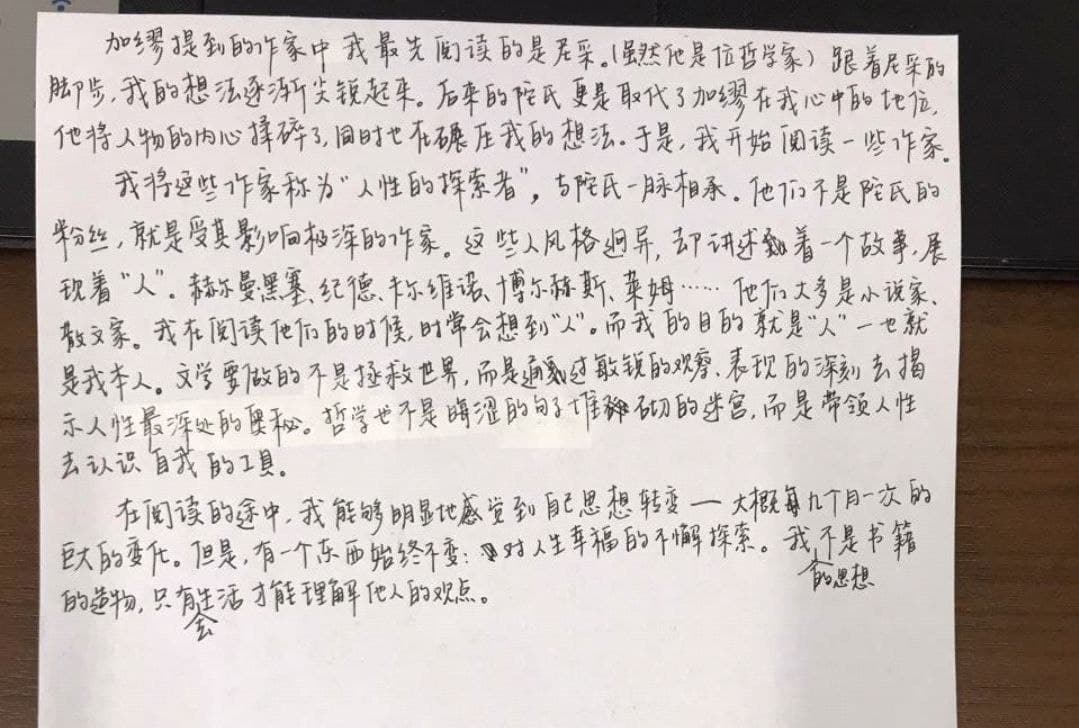 加缪提到的作家中我最先阅读的是尼采。(虽然他是位哲学家)跟着尼采的
脚步,我的想法逐渐尖锐起来。后来的陀氏更是取代了加缪在我心中的地位,
他将人物的内心揉碎了,同时也在碾压我的想法。于是,我开始阅读一些作家。
我将这些作家称为“人性的探索者”,与陀氏一脉相承。他们不是陀氏的
粉丝,就是受其影响极深的作家。这些人风格迥异,却讲述着一个故事,展
现着“人”。赫尔曼·黑塞、纪德、卡尔维诺、博尔赫斯、莱姆……他们大多是小说家、
散文家。我在阅读他们的时候,时常会想到“人”。而我的目的就是“人”—也就
是我本人。文学要做的不是拯救世界,而是通过敏锐的观察、表现的深刻去揭
示人性最深处的奥秘。哲学也不是晦涩的句子堆砌的迷宫,而是带领人性
去认识自我的工具。
在阅读的途中,我能够明显地感觉到自己思想转变—大概每几个月一次的
巨大的变化。但是,有一个东西始终不变:对人生幸福的不懈探索。我的思想不是书籍
的造物,只有去生活才能理解他人的观点。